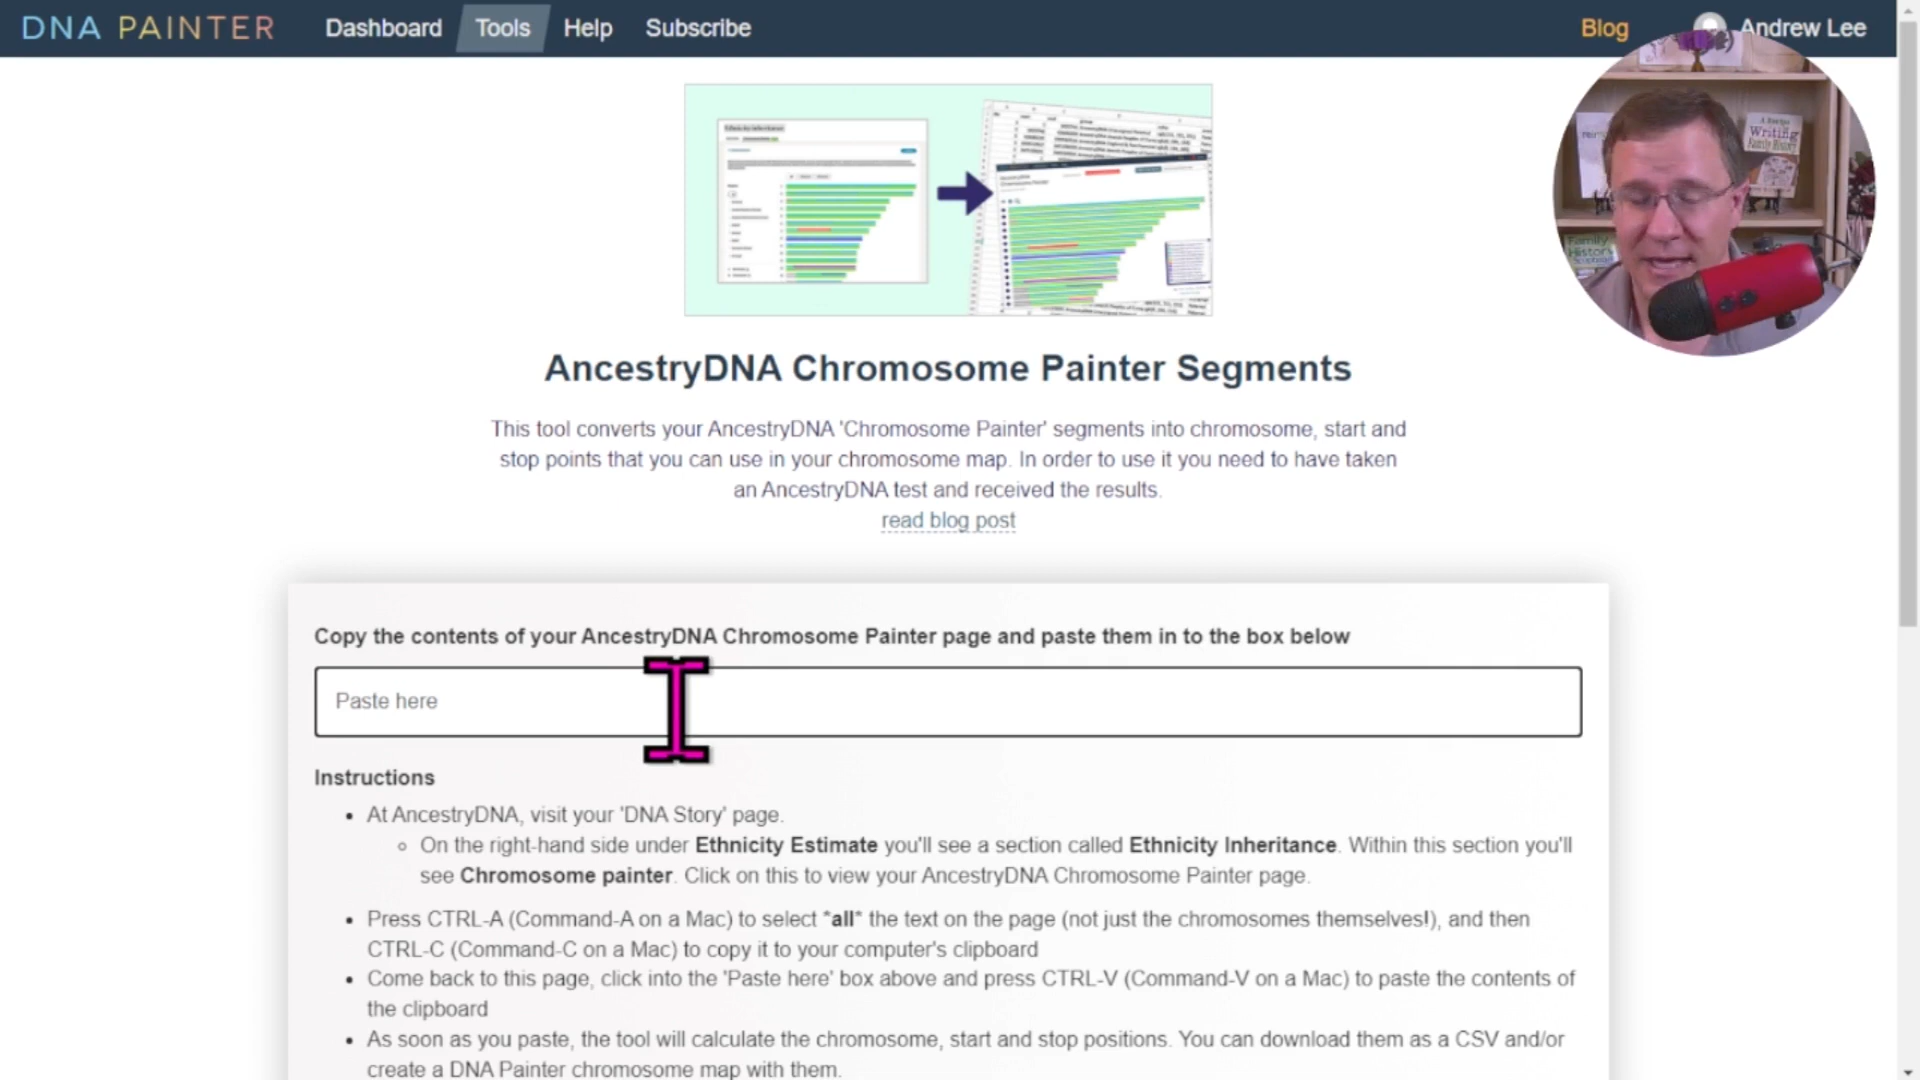 DNA PAINTER Dashboard Tools Help Subscribe Blog Andrew Lee
Writing
Family History
Family
AncestryDNA Chromosome Painter Segments
This tool converts your AncestryDNA 'Chromosome Painter' segments into chromosome, start and
stop points that you can use in your chromosome map. In order to use it you need to have taken
an AncestryDNA test and received the results.
read blog post
Copy the contents of your AncestryDNA Chromosome Painter page and paste them in to the box below
Paste here
Instructions
• At AncestryDNA, visit your 'DNA Story' page.
○ On the right-hand side under Ethnicity Estimate you'll see a section called Ethnicity Inheritance. Within this section you'll
see Chromosome painter. Click on this to view your AncestryDNA Chromosome Painter page.
• Press CTRL-A (Command-A on a Mac) to select *all* the text on the page (not just the chromosomes themselves!), and then
CTRL-C (Command-C on a Mac) to copy it to your computer's clipboard
• Come back to this page, click into the 'Paste here' box above and press CTRL-V (Command-V on a Mac) to paste the contents of
the clipboard
• As soon as you paste, the tool will calculate the chromosome, start and stop positions. You can download them as a CSV and/or
create a DNA Painter chromosome map with them.